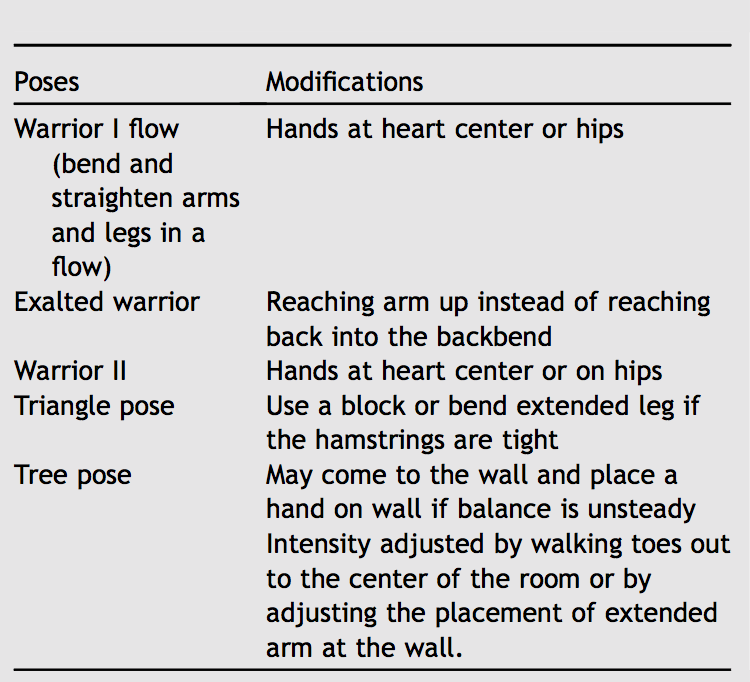 Poses Modifications
Warrior I flow Hands at heart center or hips
(bend and
straighten arms
and legs in a
flow)
Exalted warrior Reaching arm up instead of reaching
back into the backbend
Warrior II Hands at heart center or on hips
Triangle pose Use a block or bend extended leg if
the hamstrings are tight
Tree pose May come to the wall and place a
hand on wall if balance is unsteady
Intensity adjusted by walking toes out
to the center of the room or by
adjusting the placement of extended
arm at the wall.